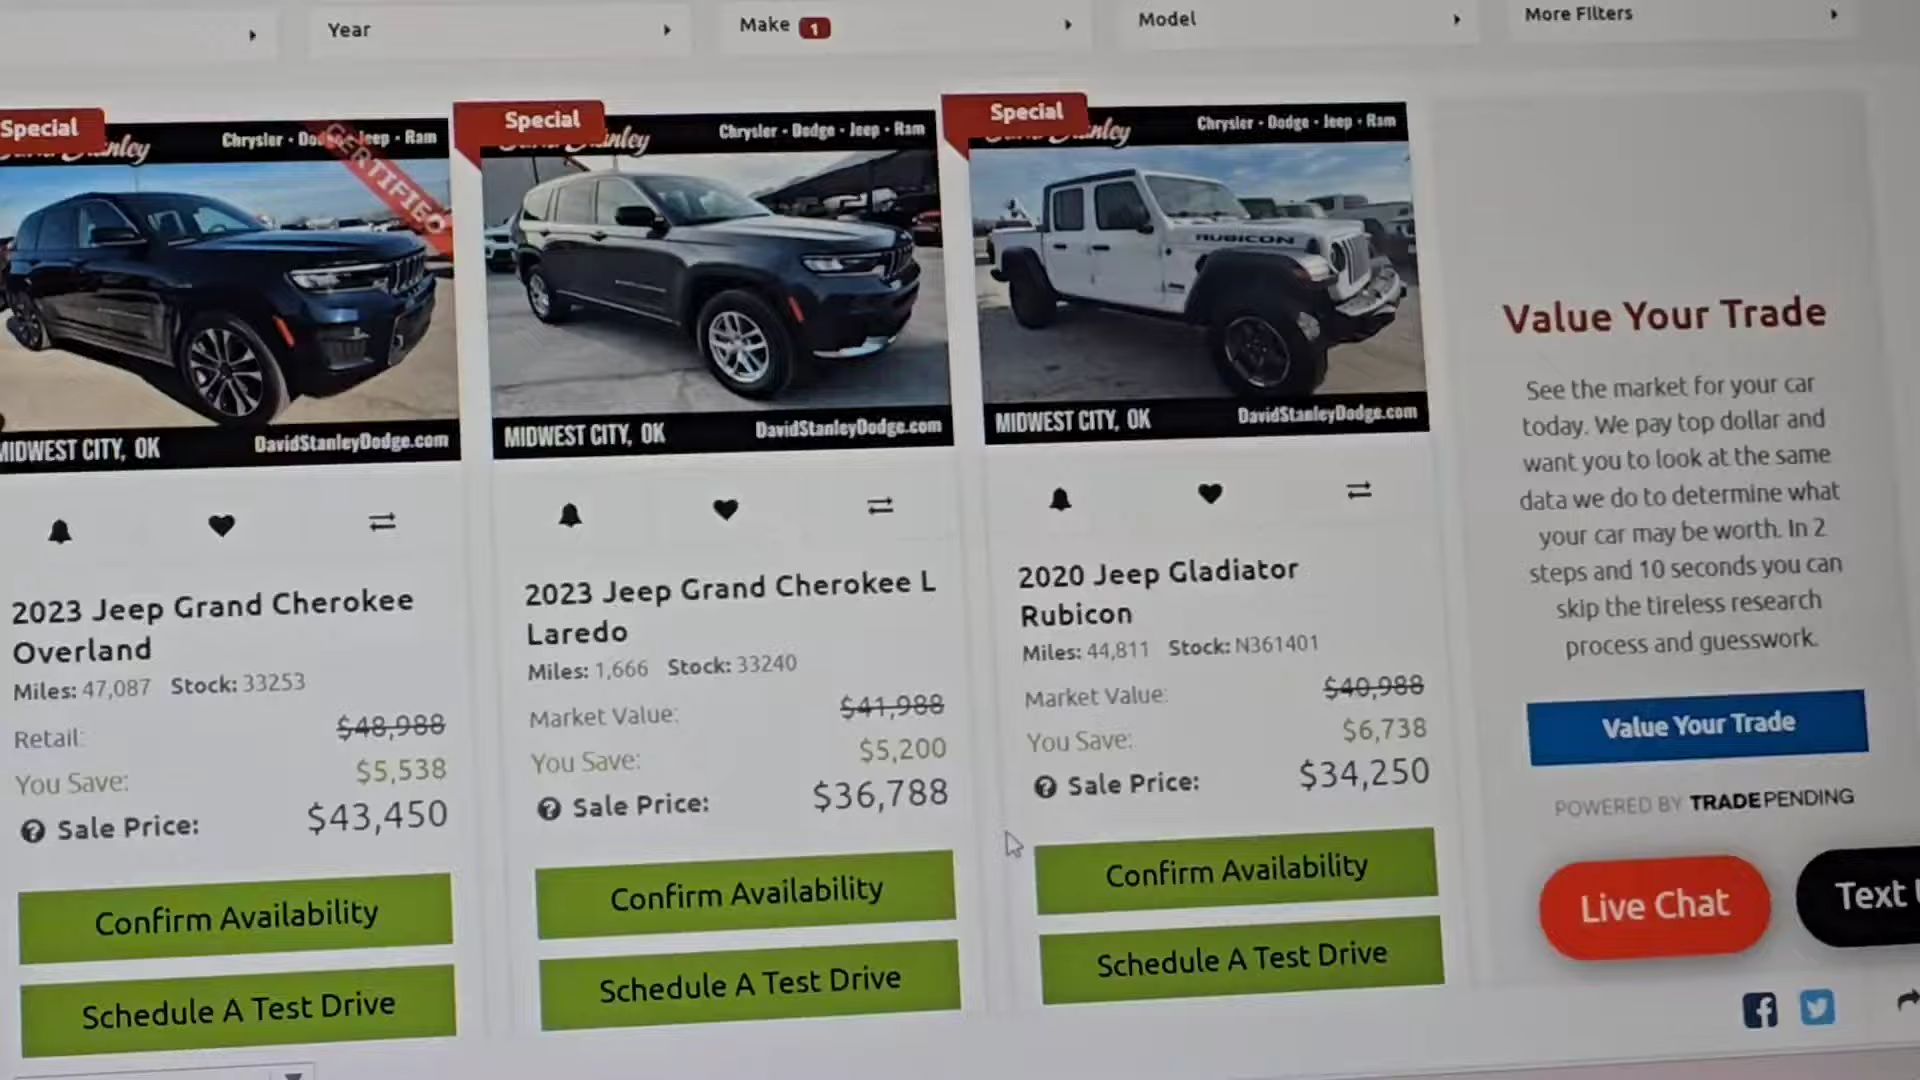 Year
Make 1
Model
More Filters
Special
Chrysler • Dodge • Jeep • Ram
CERTIFIED
MIDWEST CITY, OK
DavidStanleyDodge.com
2023 Jeep Grand Cherokee
Overland
Miles: 47,087 Stock: 33253
Retail: $48,988
You Save: $5,538
? Sale Price: $43,450
Confirm Availability
Schedule A Test Drive
Special
Chrysler • Dodge • Jeep • Ram
MIDWEST CITY, OK
DavidStanleyDodge.com
2023 Jeep Grand Cherokee L
Laredo
Miles: 1,666 Stock: 33240
Market Value: $41,988
You Save: $5,200
? Sale Price: $36,788
Confirm Availability
Schedule A Test Drive
Special
Chrysler • Dodge • Jeep • Ram
RUBICON
MIDWEST CITY, OK
DavidStanleyDodge.com
2020 Jeep Gladiator
Rubicon
Miles: 44,811 Stock: N361401
Market Value: $40,988
You Save: $6,738
? Sale Price: $34,250
Confirm Availability
Schedule A Test Drive
Value Your Trade
See the market for your car
today. We pay top dollar and
want you to look at the same
data we do to determine what
your car may be worth. In 2
steps and 10 seconds you can
skip the tireless research
process and guesswork.
Value Your Trade
POWERED BY TRADEPENDING
Live Chat
Text